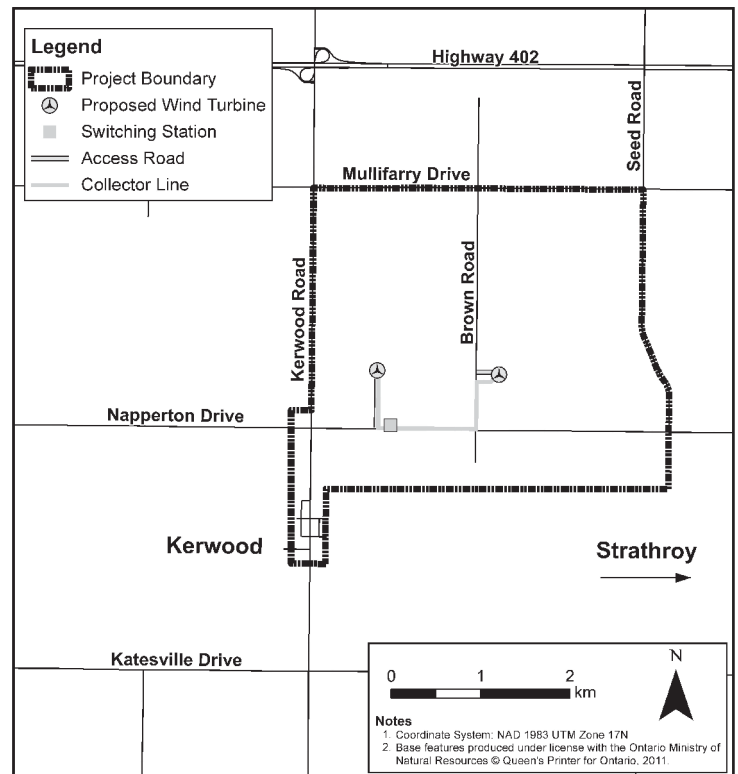 Legend
Project Boundary
Proposed Wind Turbine
Switching Station
Access Road
Collector Line
Highway 402
Seed Road
Mullifarry Drive
Kerwood Road
Brown Road
Napperton Drive
Kerwood
Strathroy
Katesville Drive
0 1 2
km
N
Notes
1. Coordinate System: NAD 1983 UTM Zone 17N
2. Base features produced under license with the Ontario Ministry of
Natural Resources © Queen's Printer for Ontario, 2011.